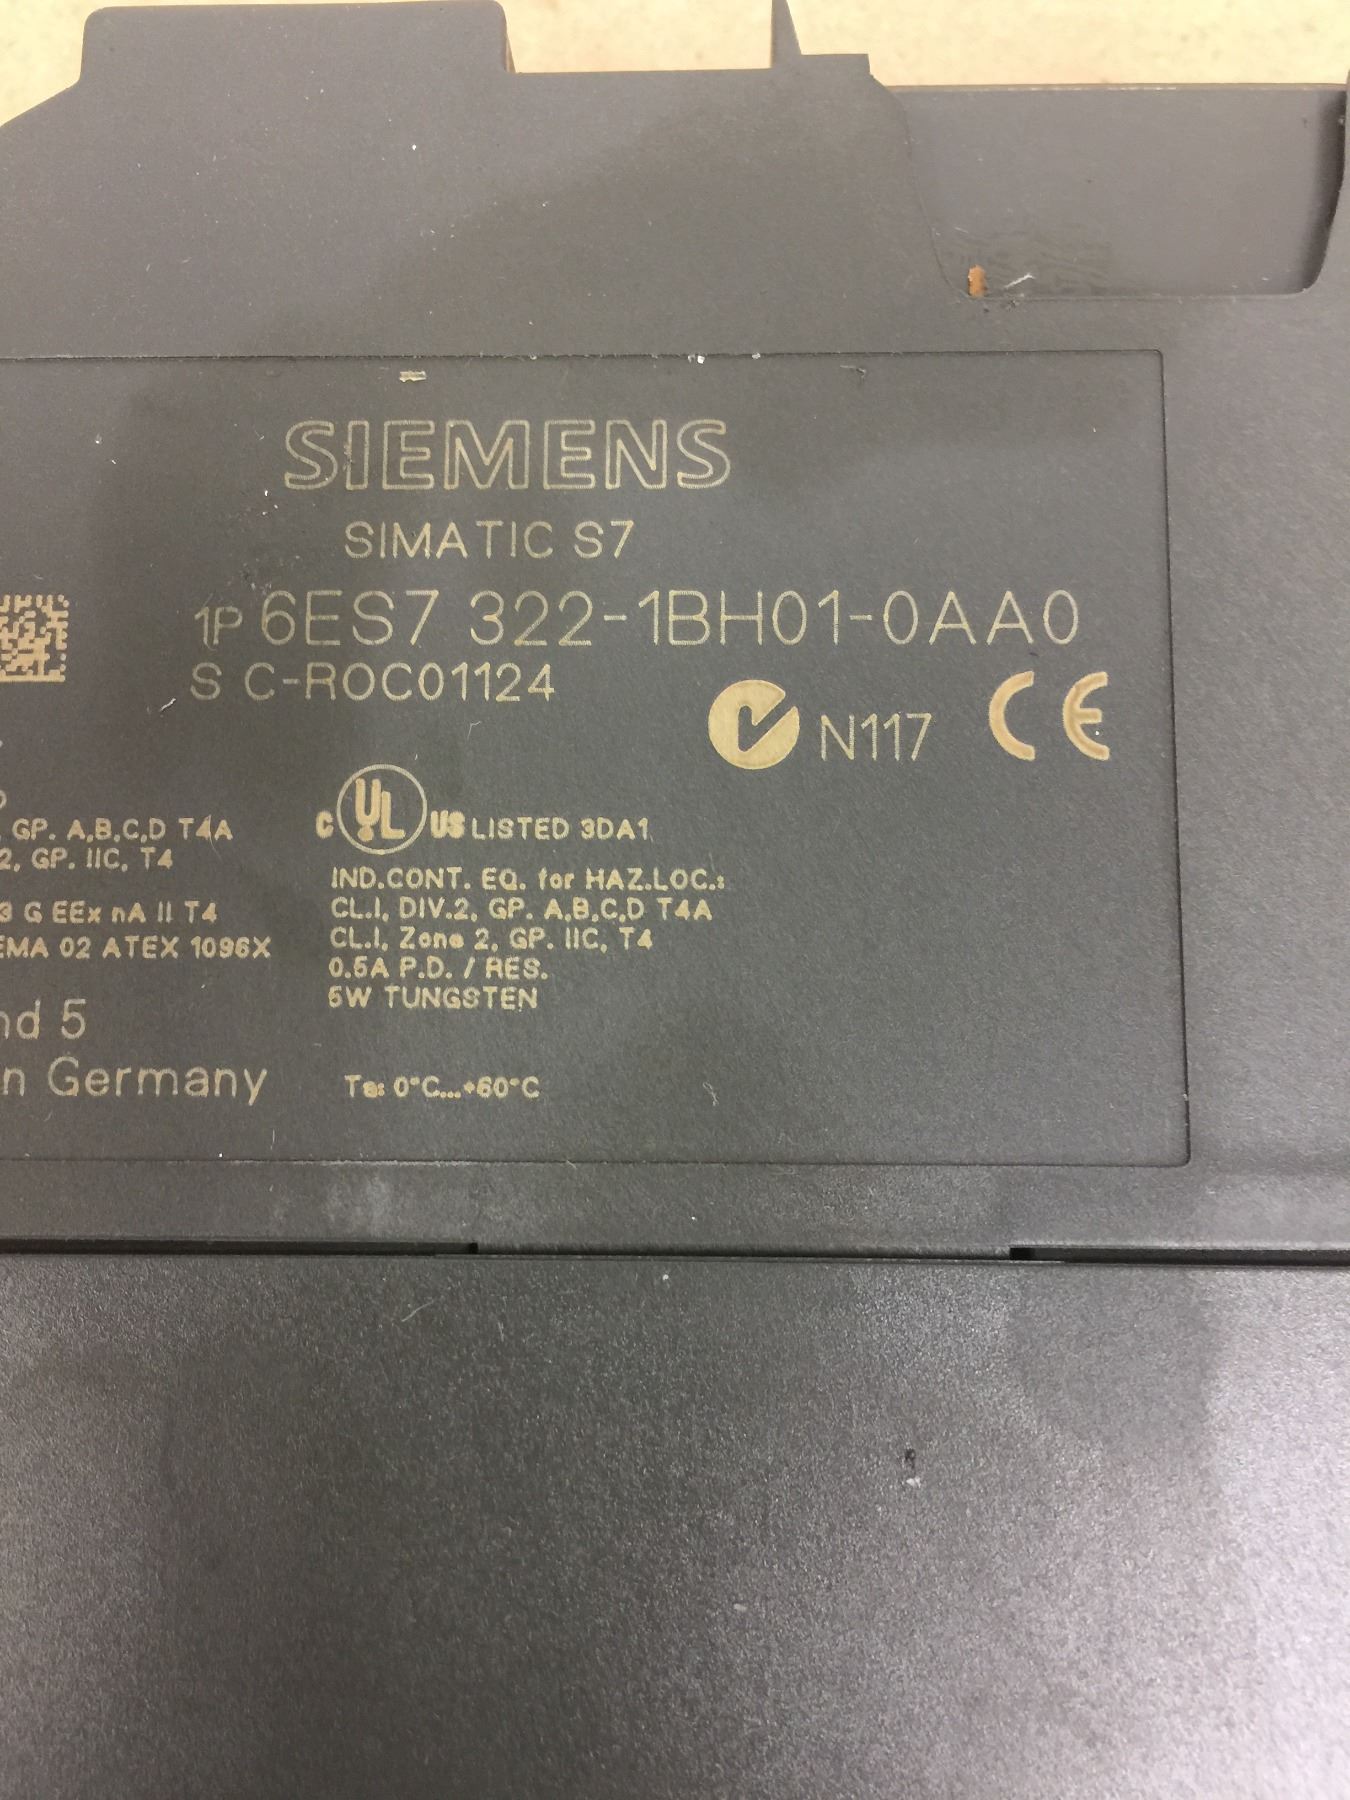 SIEMENS
SIMATIC S7
1P 6ES7 322-1BH01-0AA0
S C-R0C01124
N117 CE
C UL US LISTED 3DA1
GP. A,B,C,D T4A
2, GP. IIC, T4
3 G EEx nA II T4
EMA 02 ATEX 1096X
nd 5
n Germany
IND.CONT. EQ. for HAZ.LOC.:
CL.I, DIV.2, GP. A,B,C,D T4A
CL.I, Zone 2, GP. IIC, T4
0.5A P.D. / RES.
5W TUNGSTEN
Ta: 0°C...+60°C